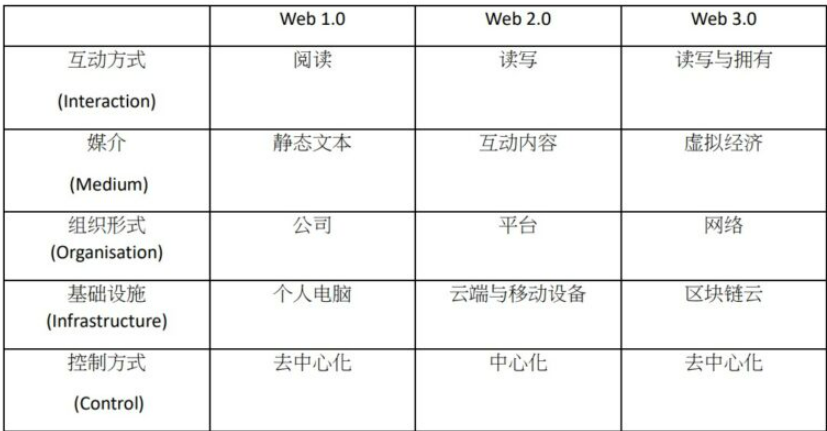 Web 1.0 Web 2.0 Web 3.0
互动方式 阅读 读写 读写与拥有
(Interaction)
媒介 静态文本 互动内容 虚拟经济
(Medium)
组织形式 公司 平台 网络
(Organisation)
基础设施 个人电脑 云端与移动设备 区块链云
(Infrastructure)
控制方式 去中心化 中心化 去中心化
(Control)